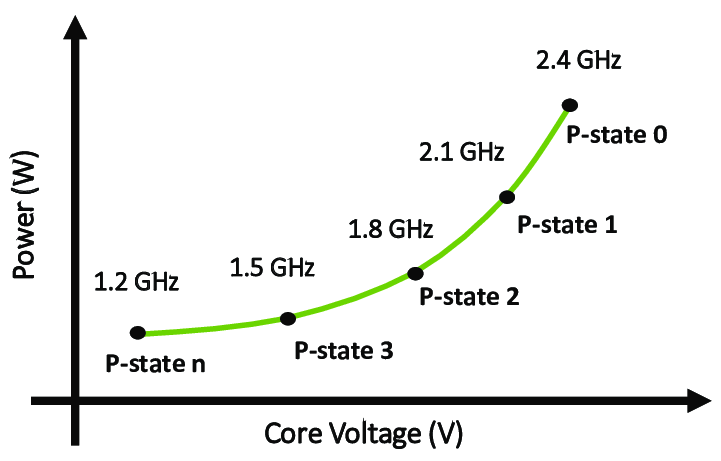 2.4 GHz
P-state 0
2.1 GHz
P-state 1
1.8 GHz
P-state 2
1.5 GHz
P-state 3
1.2 GHz
P-state n
Power (W)
Core Voltage (V)